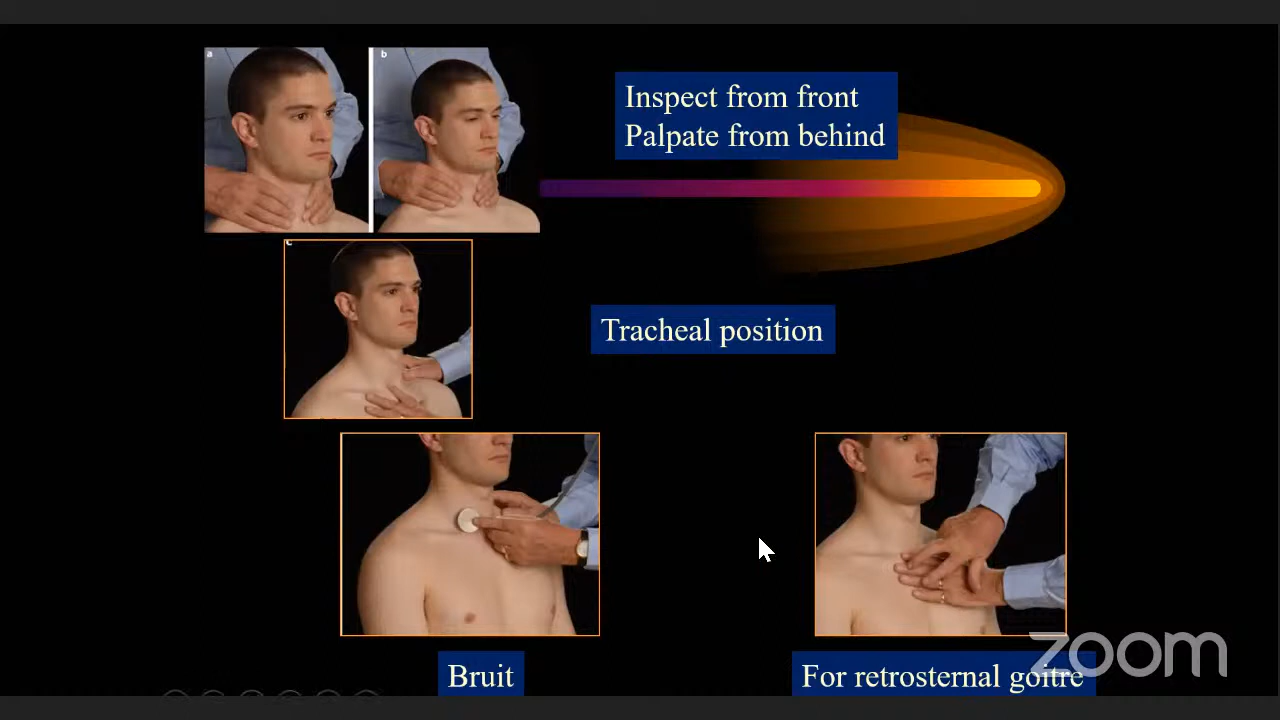 a
b
Inspect from front
Palpate from behind
c
Tracheal position
Bruit
For retrosternal goitre
zoom